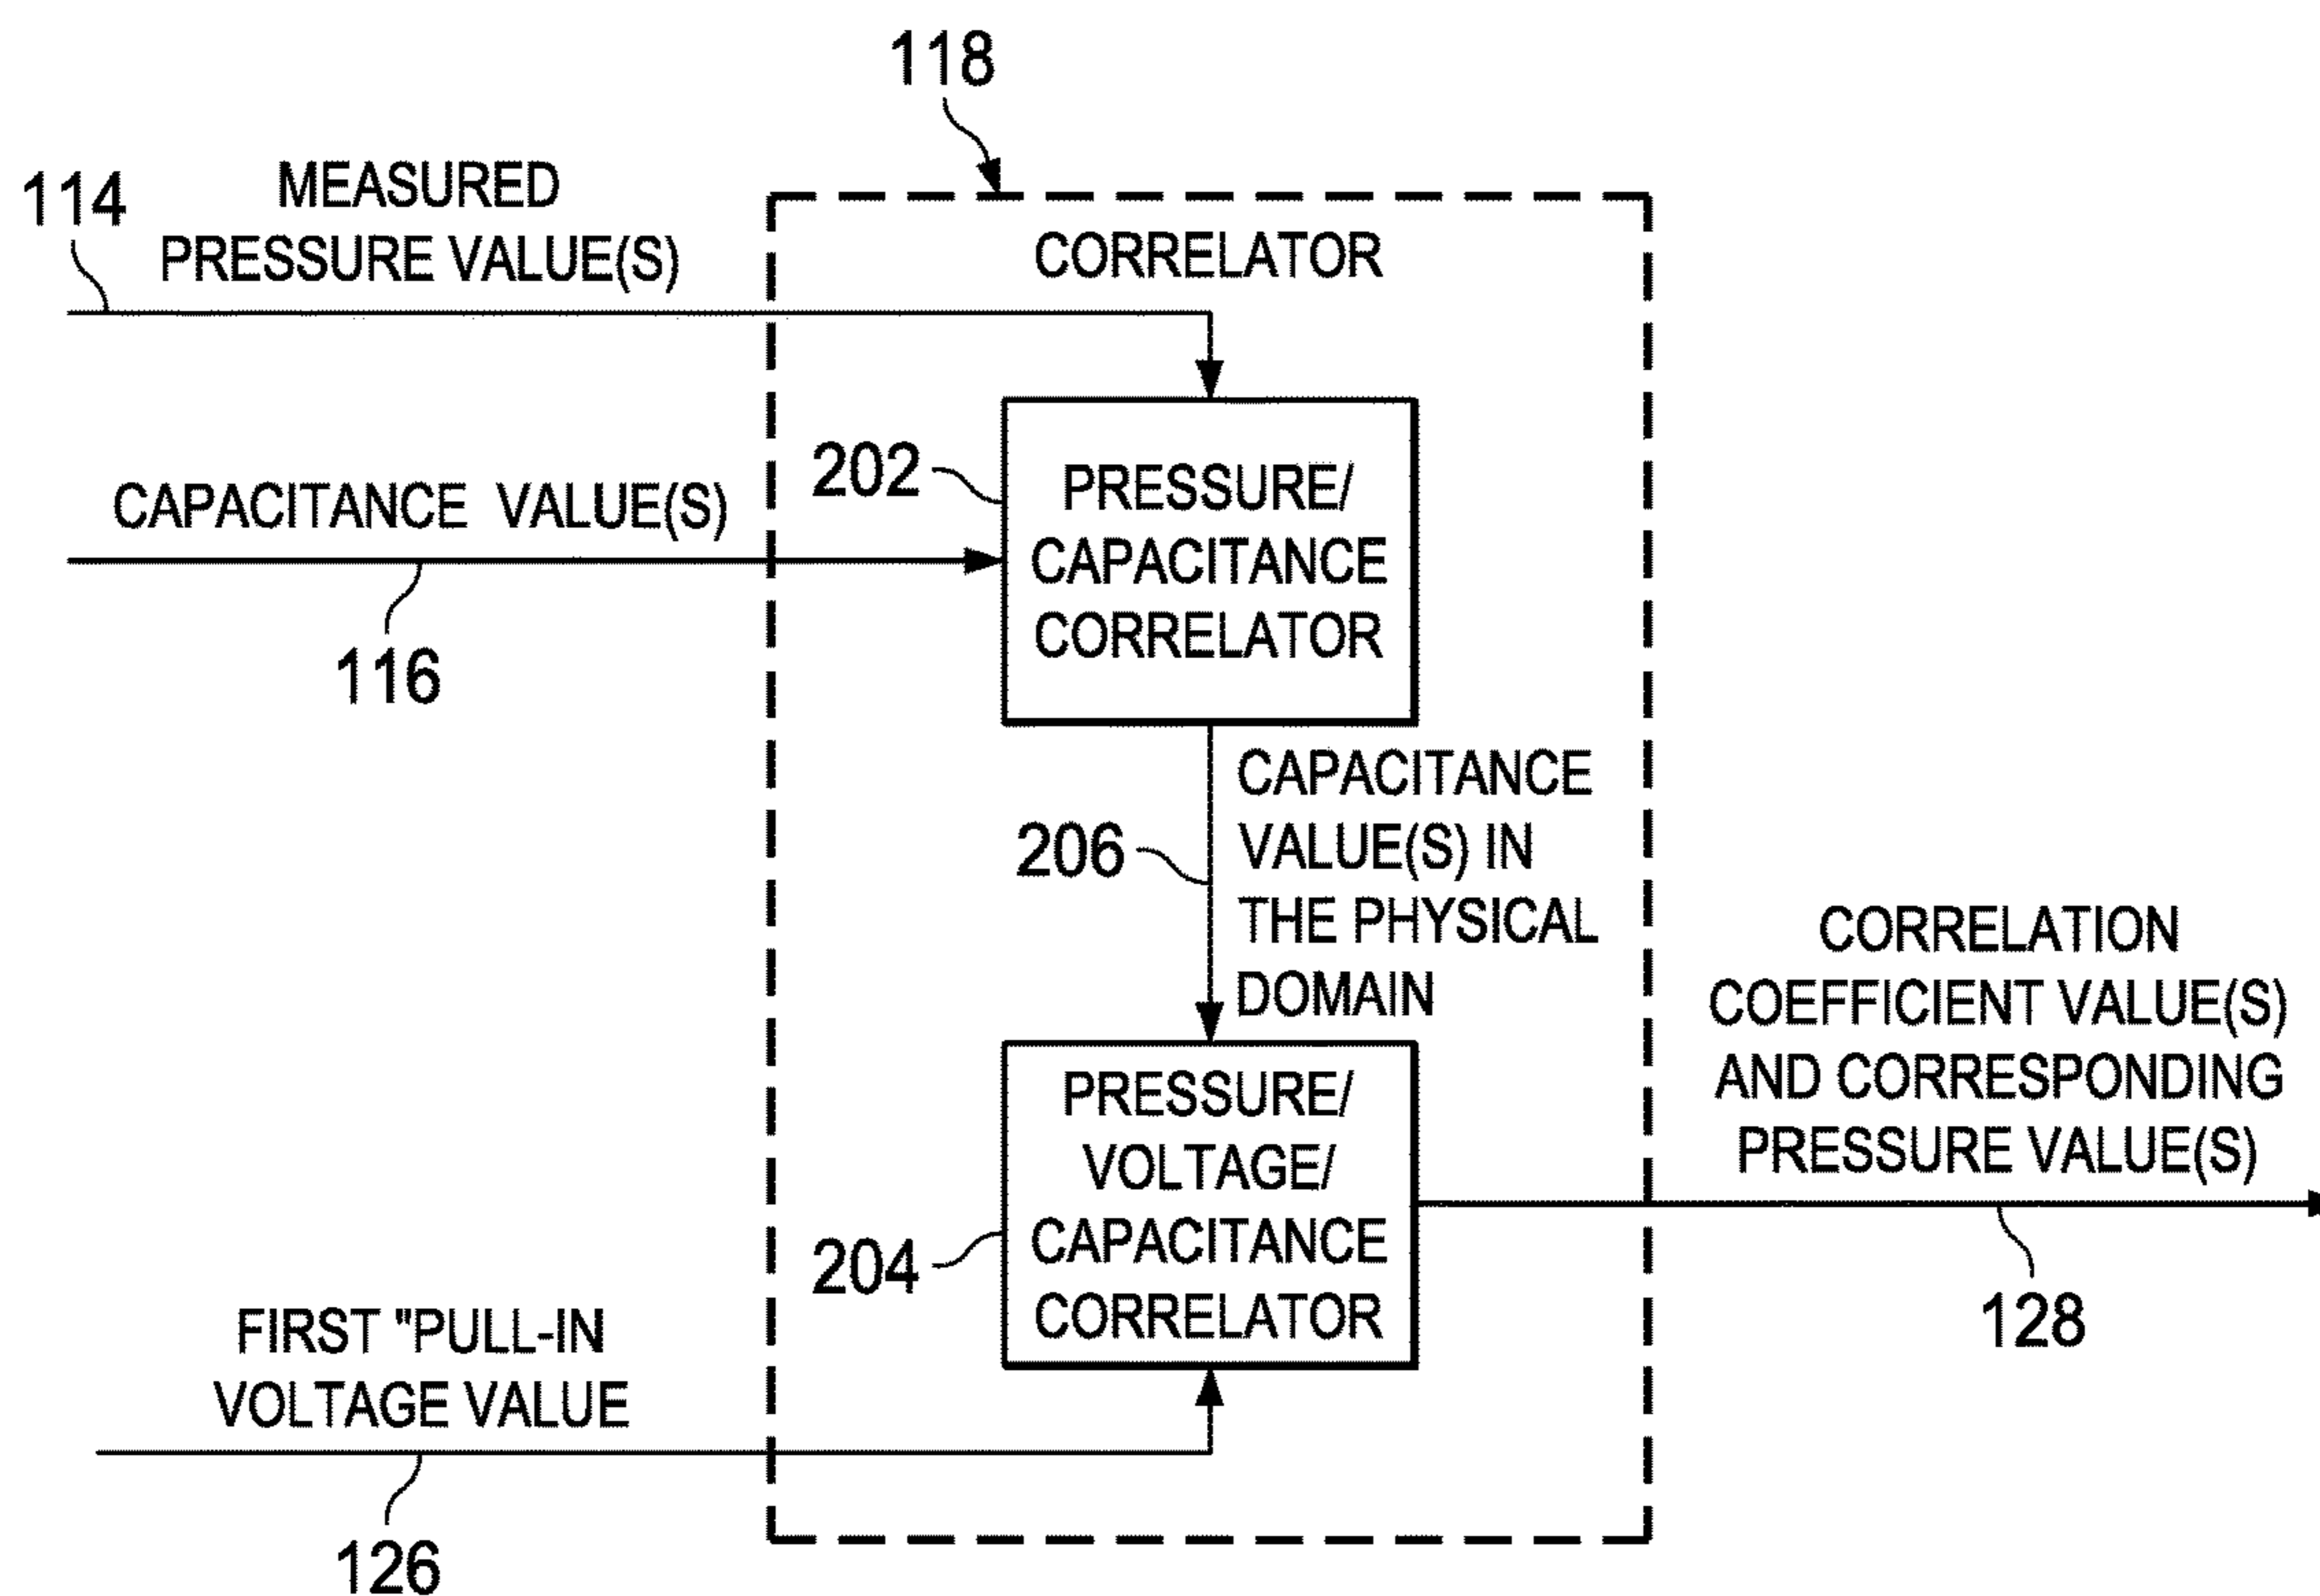 118
114
MEASURED
PRESSURE VALUE(S)
CORRELATOR
CAPACITANCE VALUE(S)
116
202
PRESSURE/
CAPACITANCE
CORRELATOR
206
CAPACITANCE
VALUE(S) IN
THE PHYSICAL
DOMAIN
204
PRESSURE/
VOLTAGE/
CAPACITANCE
CORRELATOR
CORRELATION
COEFFICIENT VALUE(S)
AND CORRESPONDING
PRESSURE VALUE(S)
128
FIRST "PULL-IN
VOLTAGE VALUE
126